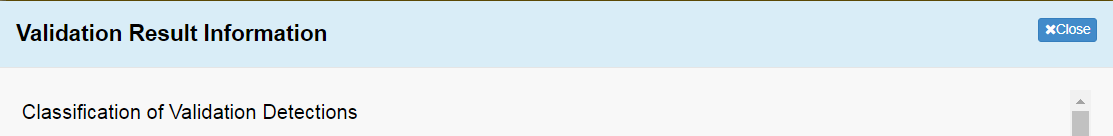 Validation Result Information
Close
Classification of Validation Detections